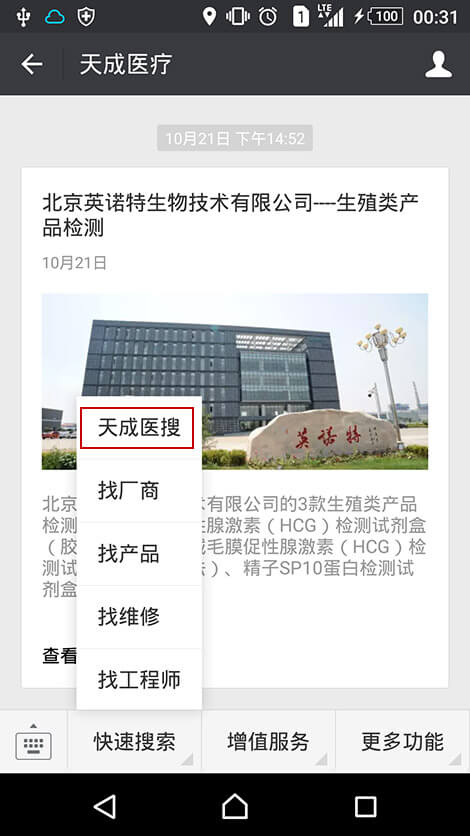 LTE
1
100
00:31
天成医疗
10月21日 下午14:52
北京英诺特生物技术有限公司----生殖类产
品检测
10月21日
英诺特
北京
术有限公司的3款生殖类产品
检测
性腺激素（HCG）检测试剂盒
（胶
绒毛膜促性腺激素（HCG）检
测试
法）、精子SP10蛋白检测试
剂盒
查看
天成医搜
找厂商
找产品
找维修
找工程师
快速搜索
增值服务
更多功能